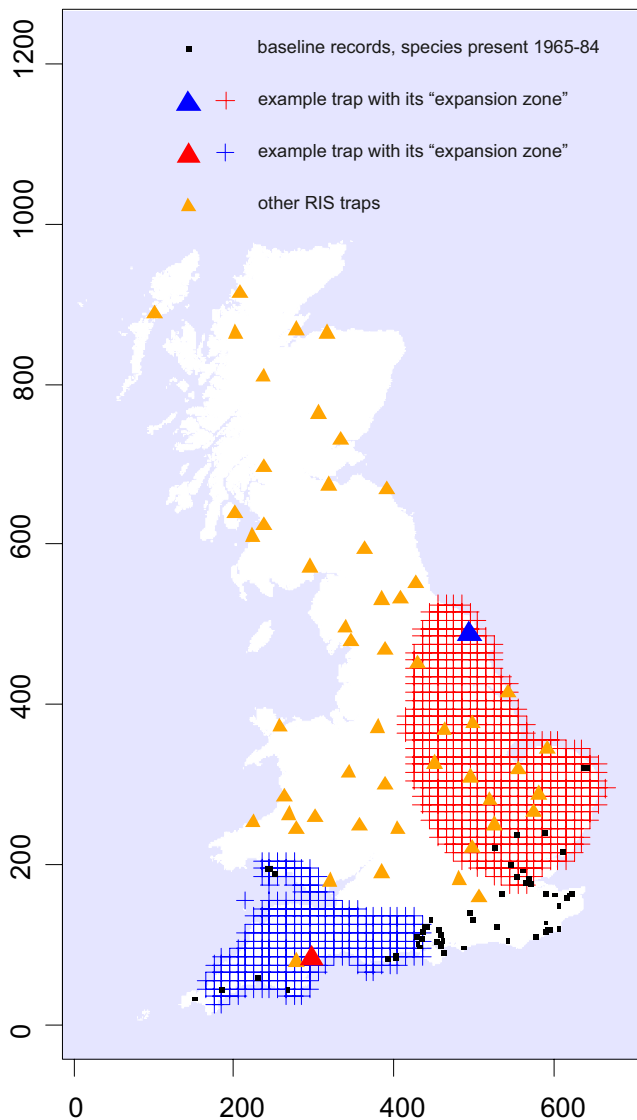 baseline records, species present 1965-84
example trap with its “expansion zone”
example trap with its “expansion zone”
other RIS traps
1200
1000
800
600
400
200
0
0 200 400 600